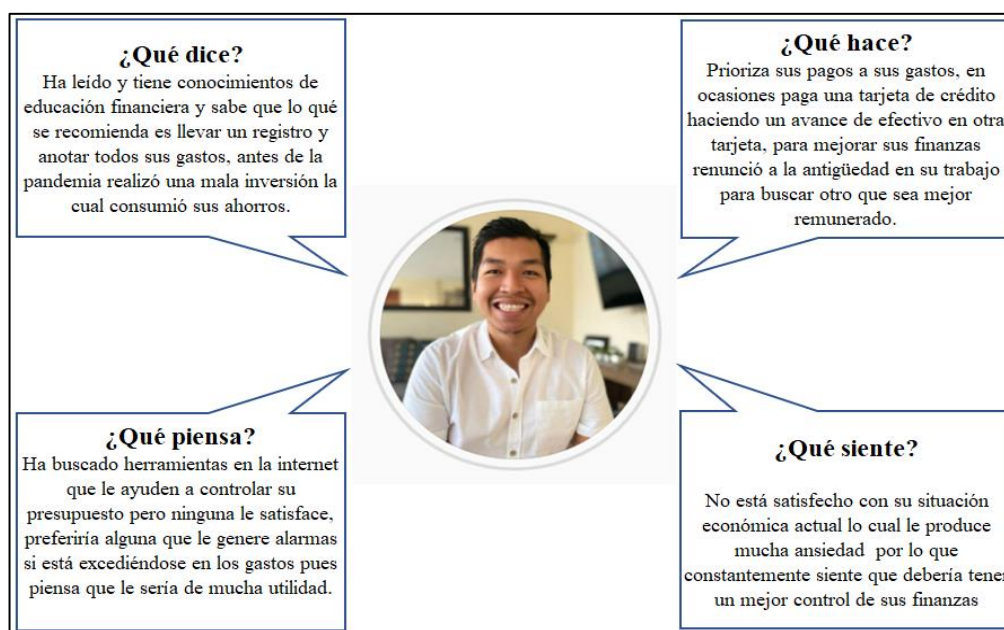 ¿Qué dice?
Ha leído y tiene conocimientos de
educación financiera y sabe que lo qué
se recomienda es llevar un registro y
anotar todos sus gastos, antes de la
pandemia realizó una mala inversión la
cual consumió sus ahorros.
¿Qué hace?
Prioriza sus pagos a sus gastos, en
ocasiones paga una tarjeta de crédito
haciendo un avance de efectivo en otra
tarjeta, para mejorar sus finanzas
renunció a la antigüedad en su trabajo
para buscar otro que sea mejor
remunerado.
¿Qué piensa?
Ha buscado herramientas en la internet
que le ayuden a controlar su
presupuesto pero ninguna le satisface,
preferiría alguna que le genere alarmas
si está excediéndose en los gastos pues
piensa que le sería de mucha utilidad.
¿Qué siente?
No está satisfecho con su situación
económica actual lo cual le produce
mucha ansiedad por lo que
constantemente siente que debería tener
un mejor control de sus finanzas